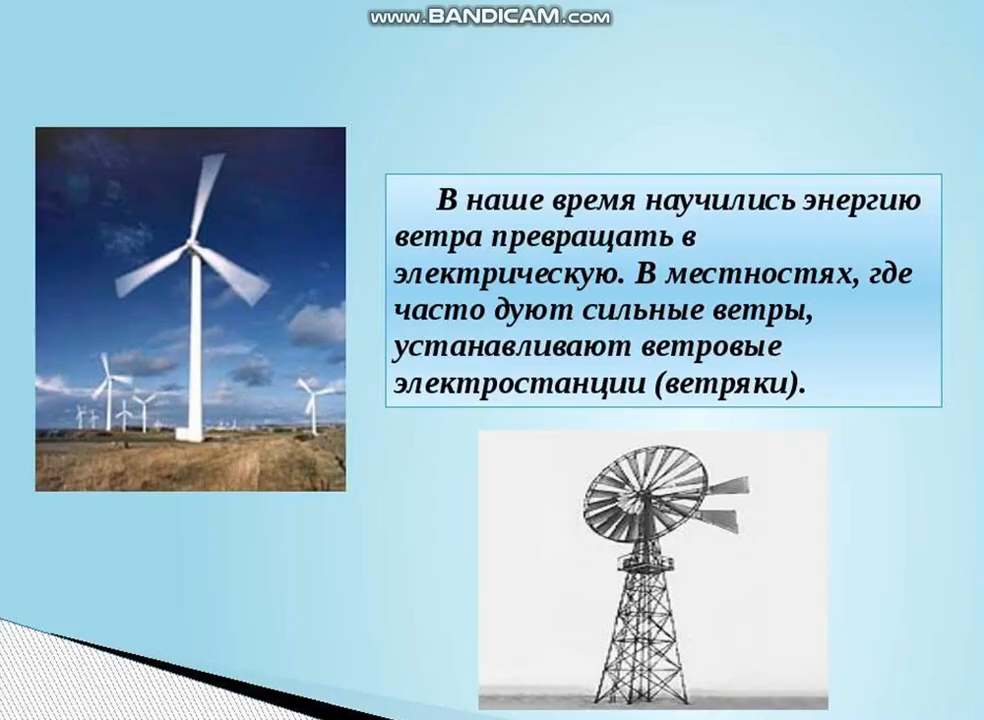 www.BANDICAM.com
В наше время научились энергию
ветра превращать в
электрическую. В местностях, где
часто дуют сильные ветры,
устанавливают ветровые
электростанции (ветряки).